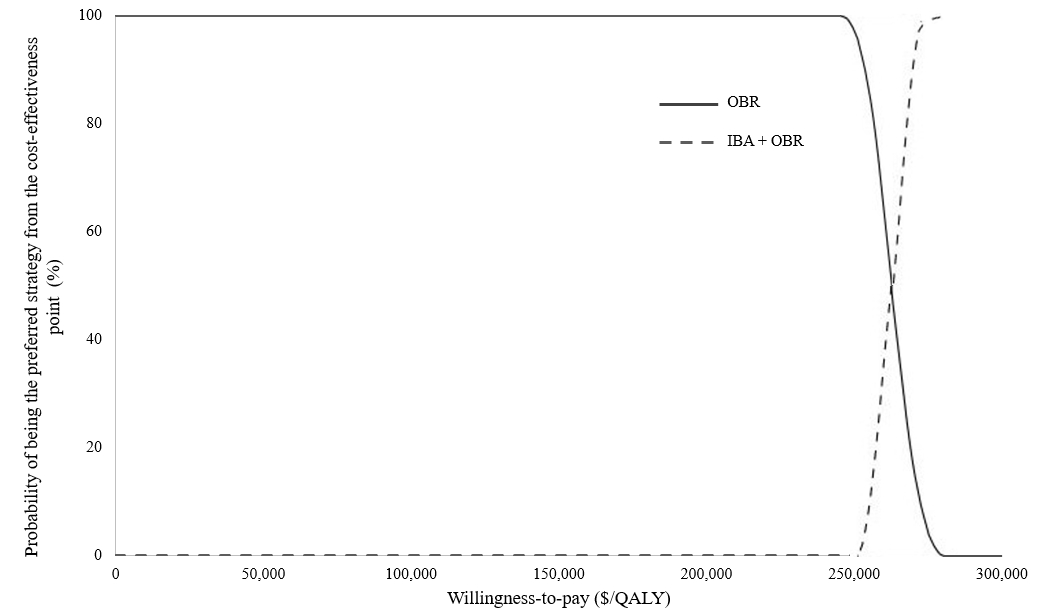 Probability of being the preferred strategy from the cost-effectiveness
point (%)
100
80
60
40
20
0
OBR
IBA + OBR
0
50,000
100,000
150,000
200,000
250,000
300,000
Willingness-to-pay ($/QALY)